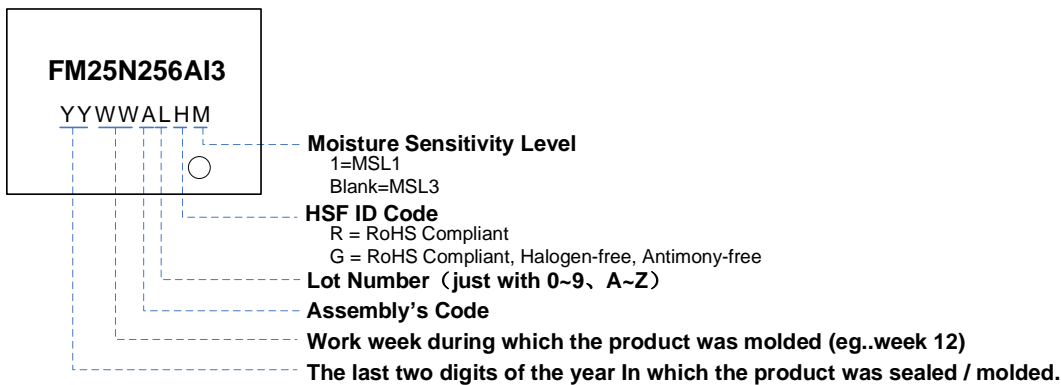 FM25N256AI3
YYWWALHM
Moisture Sensitivity Level
1=MSL1
Blank=MSL3
HSF ID Code
R = RoHS Compliant
G = RoHS Compliant, Halogen-free, Antimony-free
Lot Number（just with 0~9、A~Z）
Assembly's Code
Work week during which the product was molded (eg..week 12)
The last two digits of the year In which the product was sealed / molded.